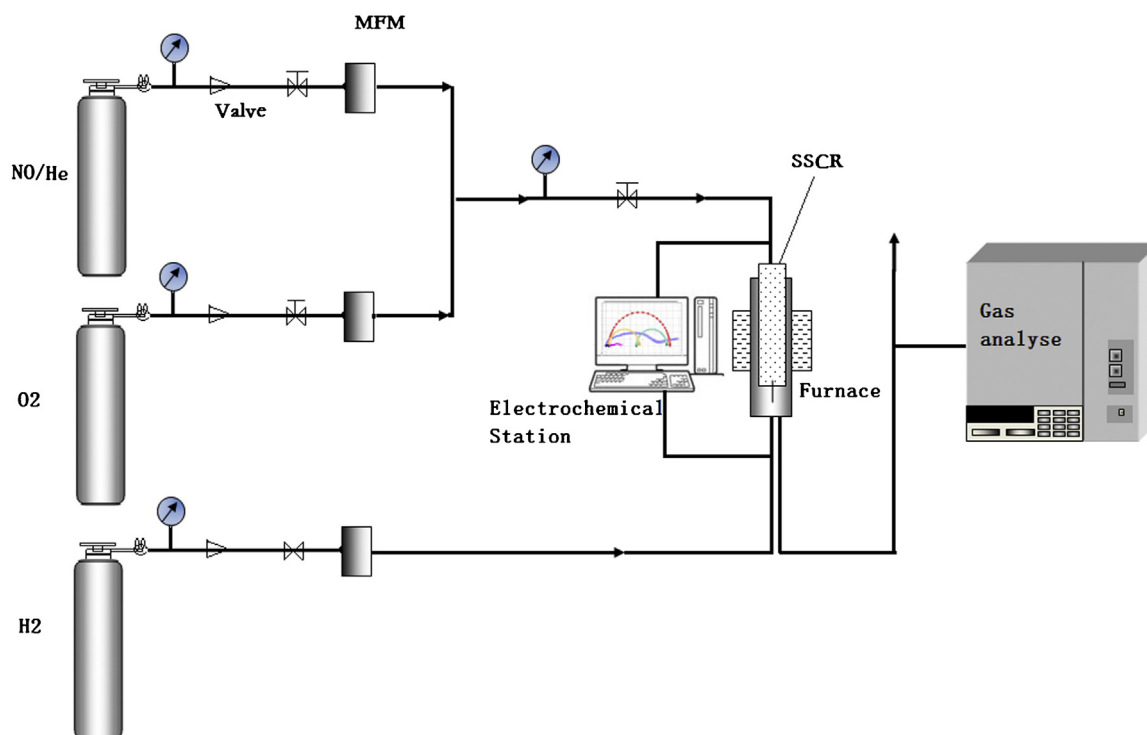 MFM
Valve
NO/He
SSCR
Gas
analyse
O2
Electrochemical
Station
Furnace
G
H2